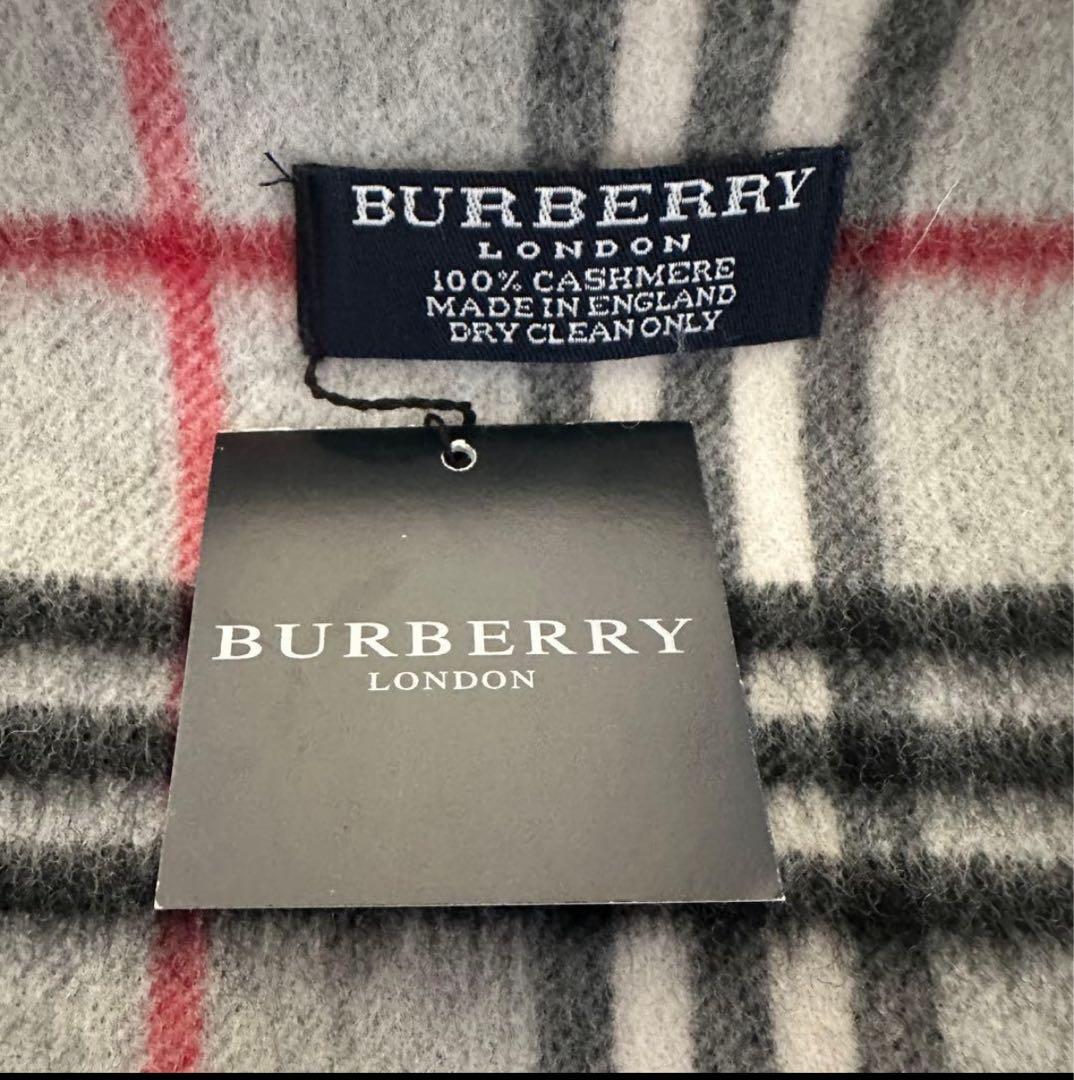 BURBERRY
LONDON
100% CASHMERE
MADE IN ENGLAND
DRY CLEAN ONLY
BURBERRY
LONDON